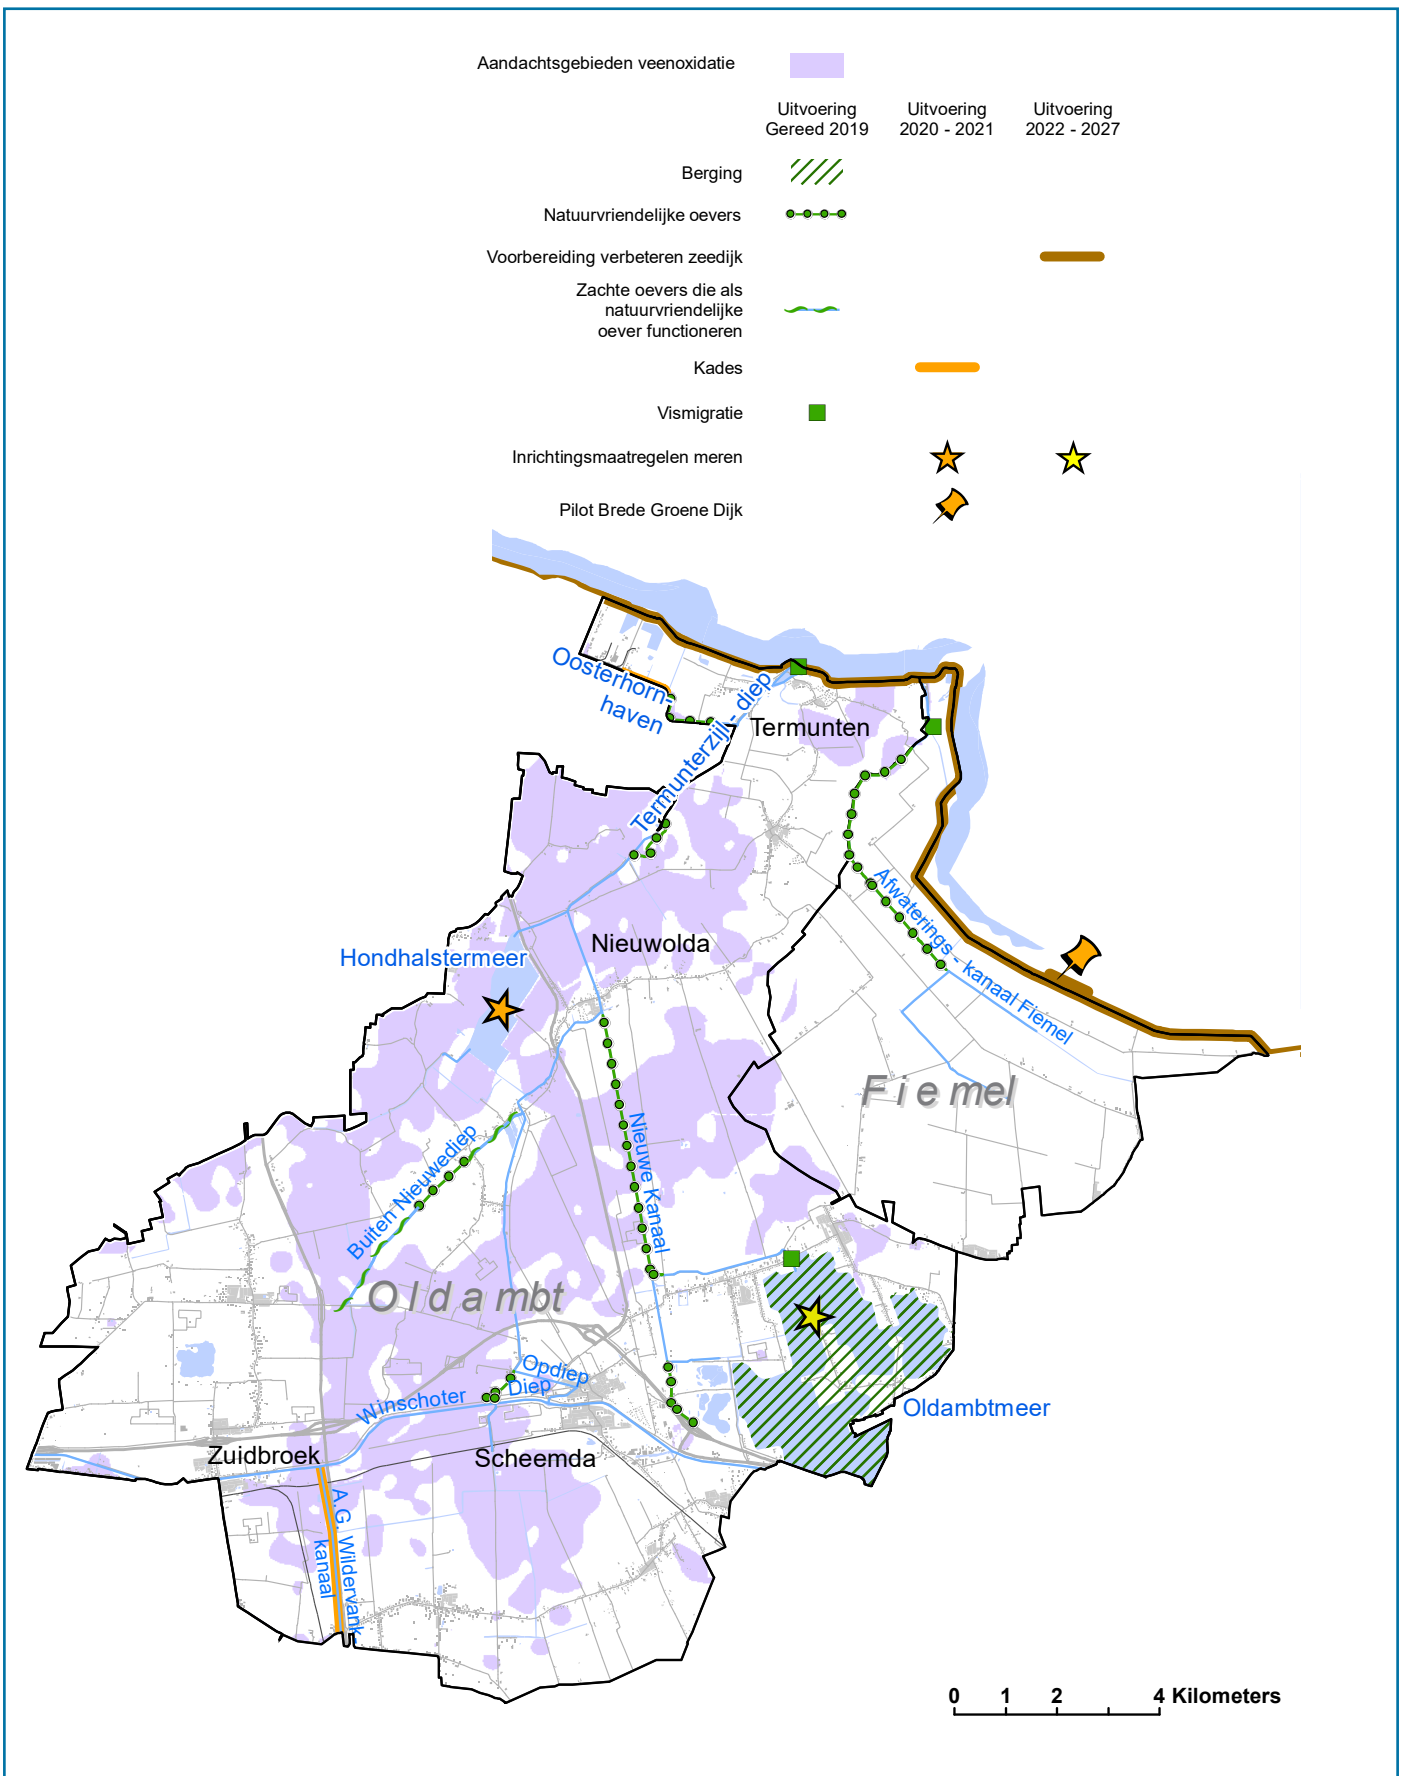 Aandachtsgebieden veenoxidatie
Uitvoering
Gereed 2019
Uitvoering
2020 - 2021
Uitvoering
2022 - 2027
Berging
Natuurvriendelijke oevers
Voorbereiding verbeteren zeedijk
Zachte oevers die als
natuurvriendelijke
oever functioneren
Kades
Vismigratie
Inrichtingsmaatregelen meren
Pilot Brede Groene Dijk
Oosterhorn-
haven
Termunterzijl - diep
Termunten
Afwaterings - kanaal Fiemel
Nieuwolda
Hondhalstermeer
Fiemel
Nieuwe Kanaal
Buiten Nieuwediep
Oldambt
Opdiep
Winschoter Diep
Oldambtmeer
Zuidbroek
Scheemda
A.G. Wildervank
kanaal
0 1 2 4 Kilometers